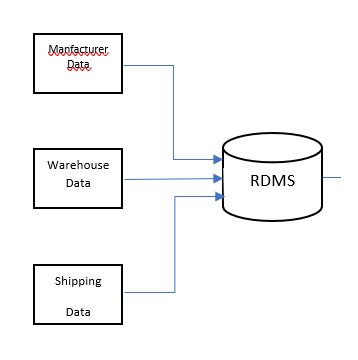 Manfacturer
Data
Warehouse
Data
RDMS
Shipping
Data